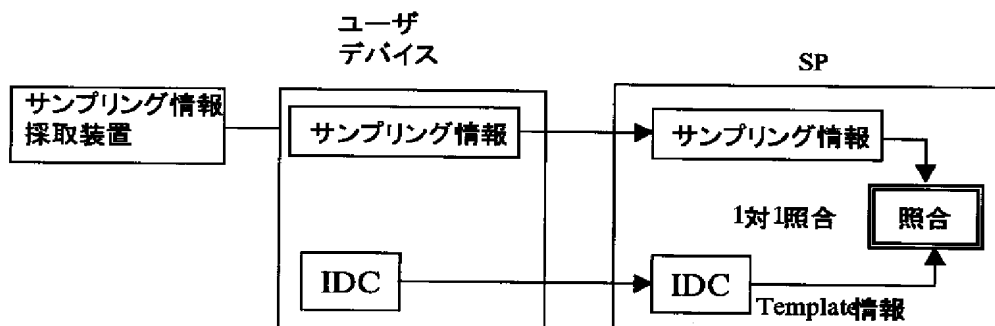 ユーザ
デバイス
SP
サンプリング情報
採取装置
サンプリング情報
サンプリング情報
1対1照合
照合
IDC
IDC
Template情報